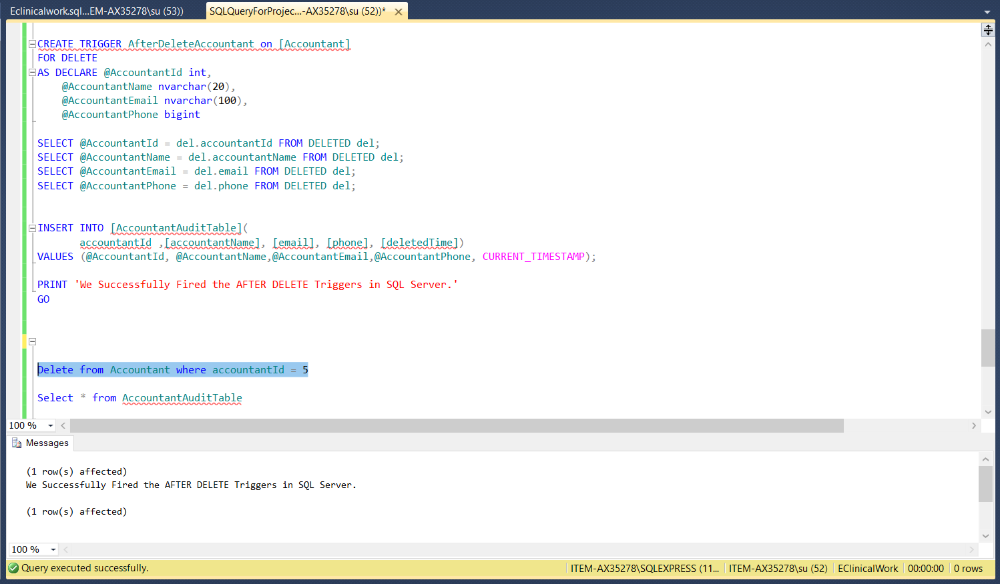 Eclinicalwork.sql...EM-AX35278\su (53))
SQLQueryForProjec...-AX35278\su (52))*
CREATE TRIGGER AfterDeleteAccountant on [Accountant]
FOR DELETE
AS DECLARE @AccountantId int,
@AccountantName nvarchar(20),
@AccountantEmail nvarchar(100),
@AccountantPhone bigint
SELECT @AccountantId = del.accountantId FROM DELETED del;
SELECT @AccountantName = del.accountantName FROM DELETED del;
SELECT @AccountantEmail = del.email FROM DELETED del;
SELECT @AccountantPhone = del.phone FROM DELETED del;
INSERT INTO [AccountantAuditTable](
accountantId ,[accountantName], [email], [phone], [deletedTime])
VALUES (@AccountantId, @AccountantName,@AccountantEmail,@AccountantPhone, CURRENT_TIMESTAMP);
PRINT 'We Successfully Fired the AFTER DELETE Triggers in SQL Server.'
GO
Delete from Accountant where accountantId = 5
Select * from AccountantAuditTable
100 %
Messages
(1 row(s) affected)
We Successfully Fired the AFTER DELETE Triggers in SQL Server.
(1 row(s) affected)
100 %
Query executed successfully.
ITEM-AX35278\SQLEXPRESS (11...
ITEM-AX35278\su (52)
EClinicalWork
00:00:00
0 rows